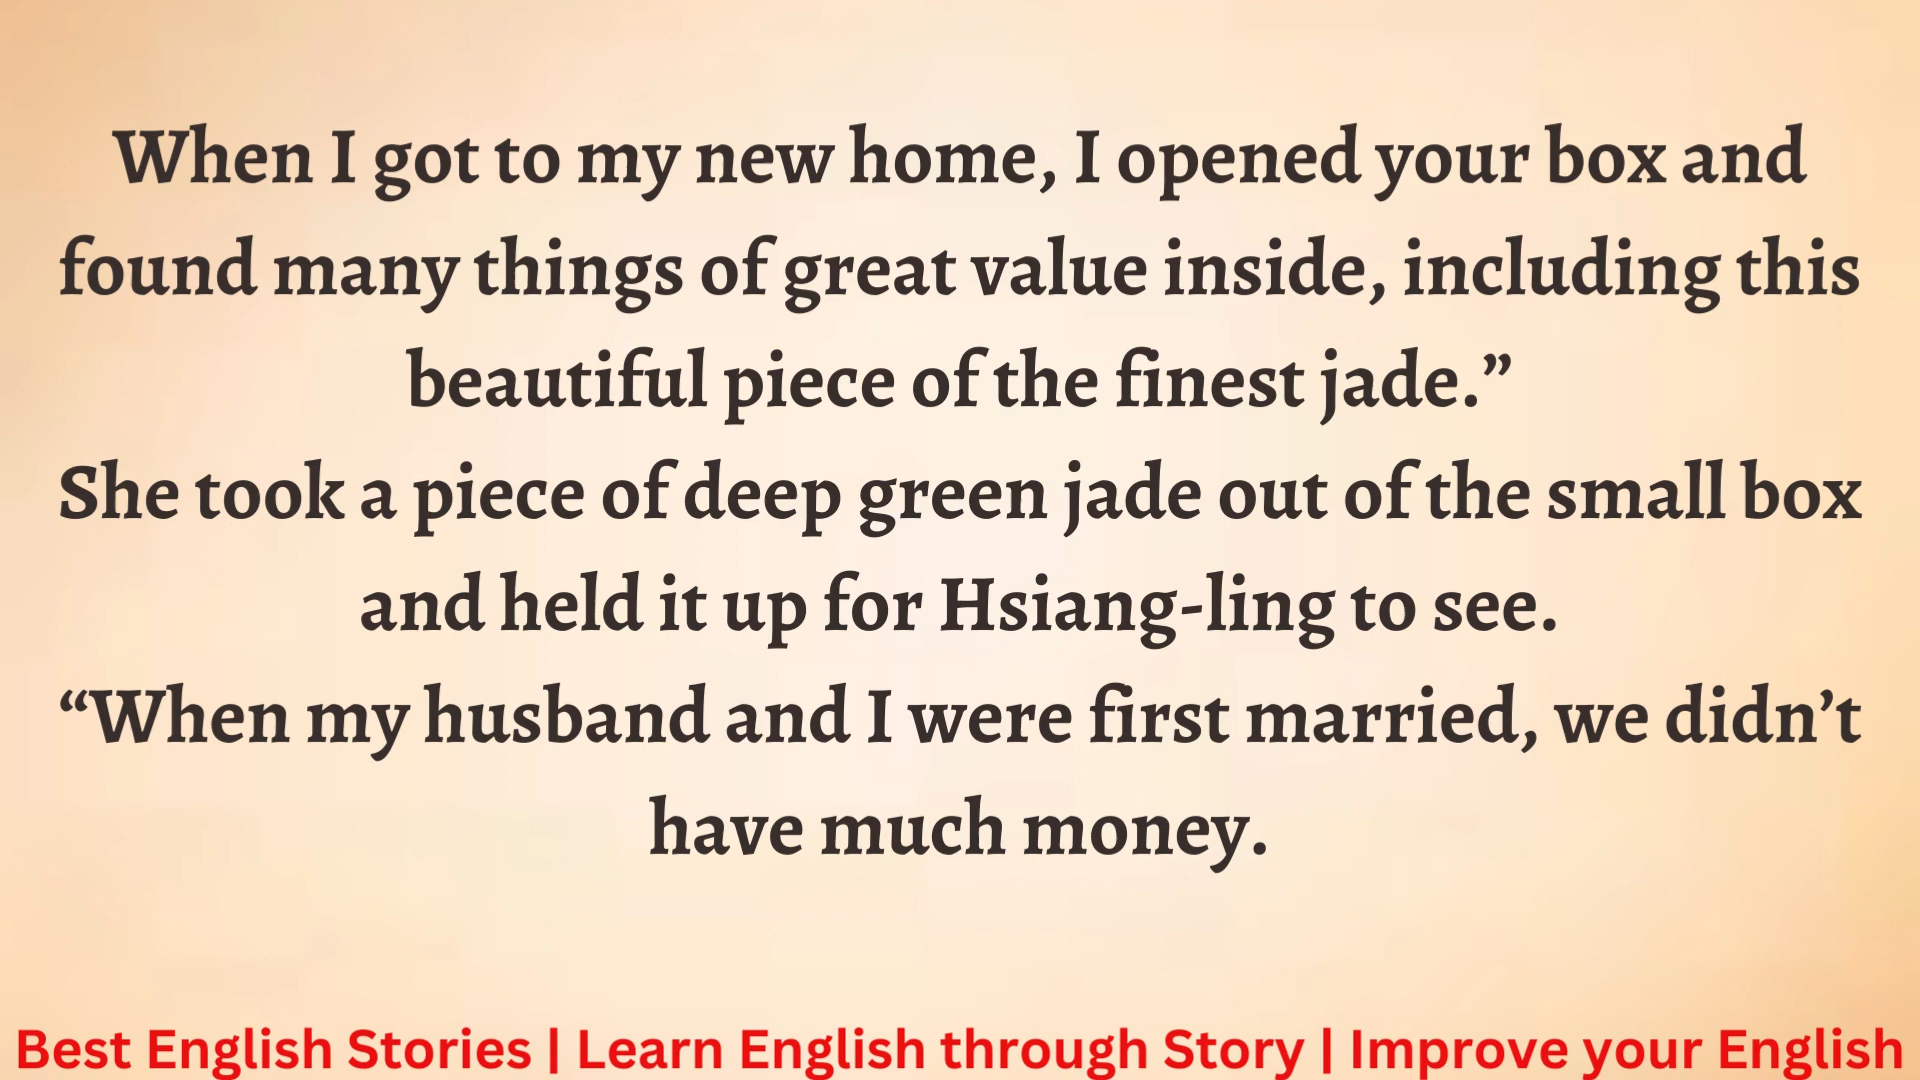 When I got to my new home, I opened your box and
found many things of great value inside, including this
beautiful piece of the finest jade.”
She took a piece of deep green jade out of the small box
and held it up for Hsiang-ling to see.
“When my husband and I were first married, we didn’t
have much money.
Best English Stories | Learn English through Story | Improve your English